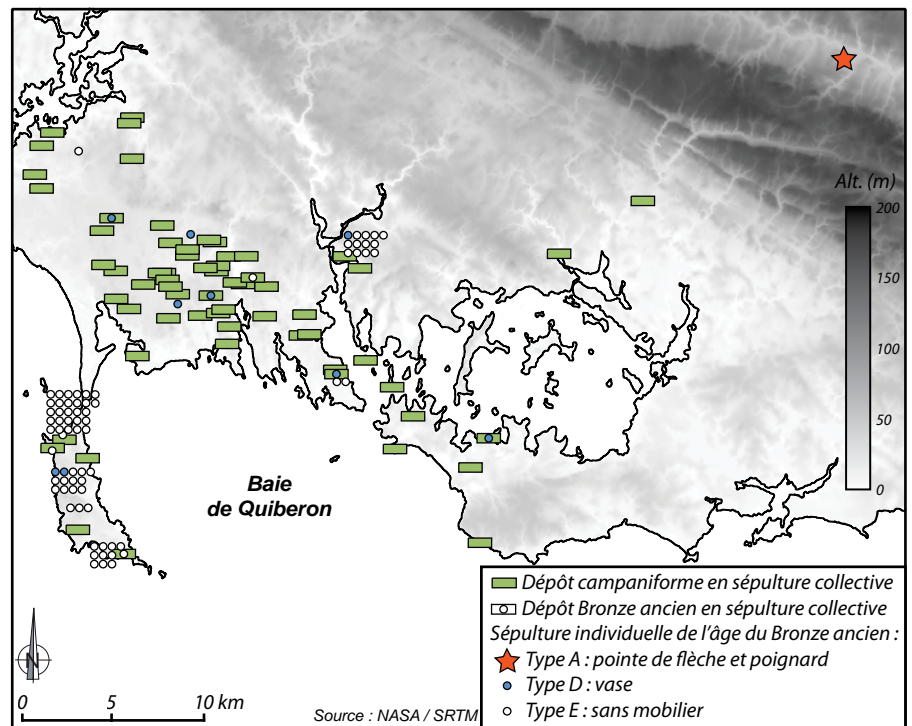 Alt. (m)
200
150
100
50
0
Baie
de Quiberon
Dépôt campaniforme en sépulture collective
Dépôt Bronze ancien en sépulture collective
Sépulture individuelle de l'âge du Bronze ancien :
Type A : pointe de flèche et poignard
Type D : vase
Type E : sans mobilier
N
0 5 10 km
Source : NASA / SRTM